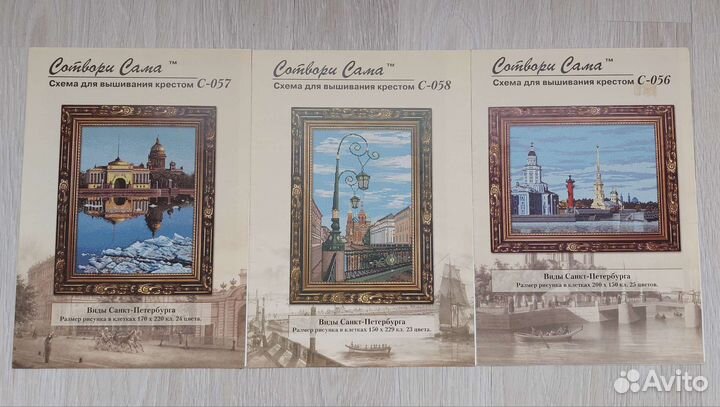 Сотвори Сама™
Схема для вышивания крестом С-057
Виды Санкт-Петербурга
Размер рисунка в клетках 170 х 220 кл. 24 цвета.
Сотвори Сама™
Схема для вышивания крестом С-058
Виды Санкт-Петербурга
Размер рисунка в клетках 150 х 229 кл. 23 цвета.
Сотвори Сама™
Схема для вышивания крестом С-056
Виды Санкт-Петербурга
Размер рисунка в клетках 200 х 150 кл. 25 цветов.
Avito